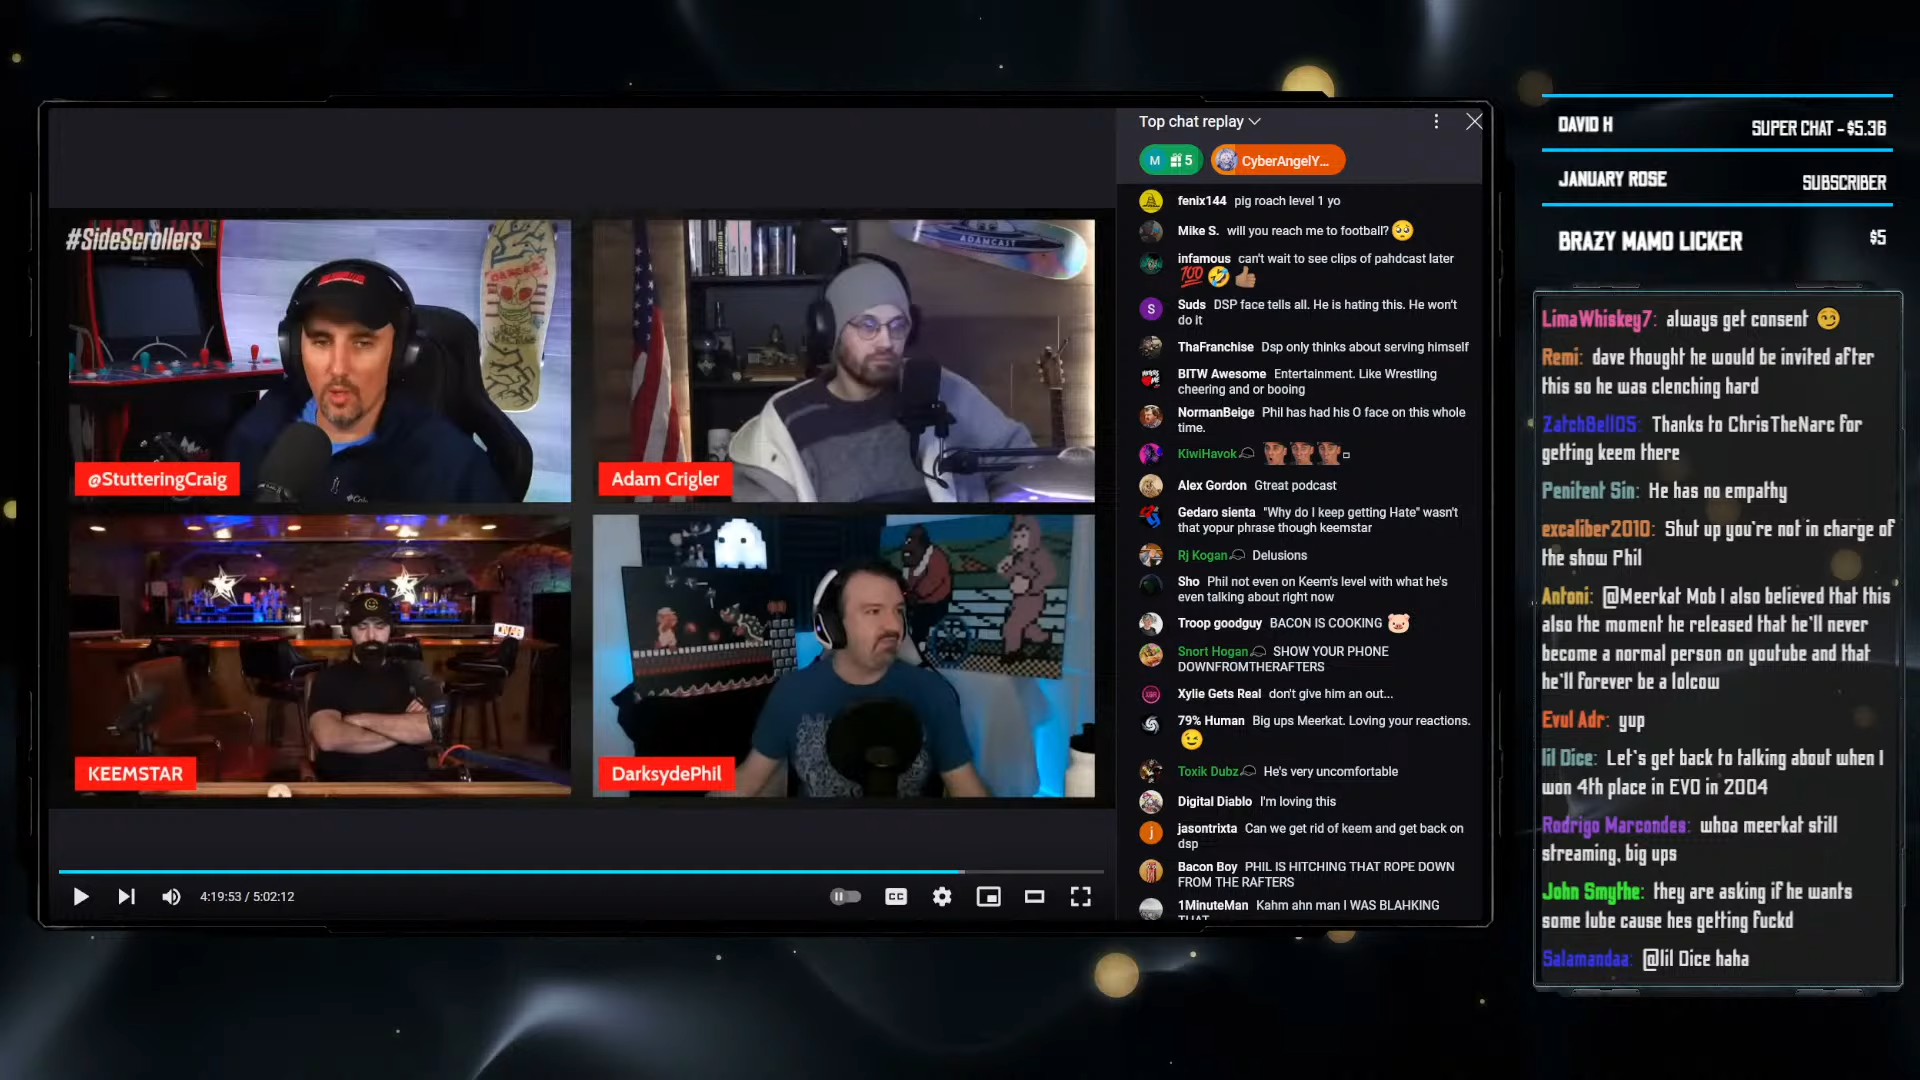 #SideScrollers
DANGER
@StutteringCraig
ADAMCAST
Adam Crigler
KEEMSTAR
DarksydePhil
4:19:53 / 5:02:12
CC
Top chat replay
M 5
CyberAngelY...
fenix144 pig roach level 1 yo
Mike S. will you reach me to football?
infamous can't wait to see clips of pahdcast later
100
S
Suds DSP face tells all. He is hating this. He won't
do it
ThaFranchise Dsp only thinks about serving himself
BITW Awesome Entertainment. Like Wrestling
cheering and or booing
NormanBeige Phil has had his O face on this whole
time.
KiwiHavok
Alex Gordon Gtreat podcast
Gedaro sienta "Why do I keep getting Hate" wasn't
that yopur phrase though keemstar
Rj Kogan Delusions
Sho Phil not even on Keem's level with what he's
even talking about right now
Troop goodguy BACON IS COOKING
Snort Hogan SHOW YOUR PHONE
DOWNFROMTHERAFTERS
Xylie Gets Real don't give him an out...
79% Human Big ups Meerkat. Loving your reactions.
Toxik Dubz He's very uncomfortable
Digital Diablo I'm loving this
j
jasontrixta Can we get rid of keem and get back on
dsp
Bacon Boy PHIL IS HITCHING THAT ROPE DOWN
FROM THE RAFTERS
1MinuteMan Kahm ahn man I WAS BLAHKING
THAT
DAVID H SUPER CHAT - $5.36
JANUARY ROSE SUBSCRIBER
BRAZY MAMO LICKER $5
LimaWhiskey7: always get consent
Remi: dave thought he would be invited after
this so he was clenching hard
ZatchBell05: Thanks to ChrisTheNarc for
getting keem there
Penitent Sin: He has no empathy
excaliber2010: Shut up you're not in charge of
the show Phil
Antoni: @Meerkat Mob I also believed that this
also the moment he released that he'll never
become a normal person on youtube and that
he'll forever be a lolcow
Evul Adr: yup
lil Dice: Let's get back to talking about when I
won 4th place in EVO in 2004
Rodrigo Marcondes: whoa meerkat still
streaming, big ups
John Smythe: they are asking if he wants
some lube cause hes getting fuckd
Salamandaa: @lil Dice haha